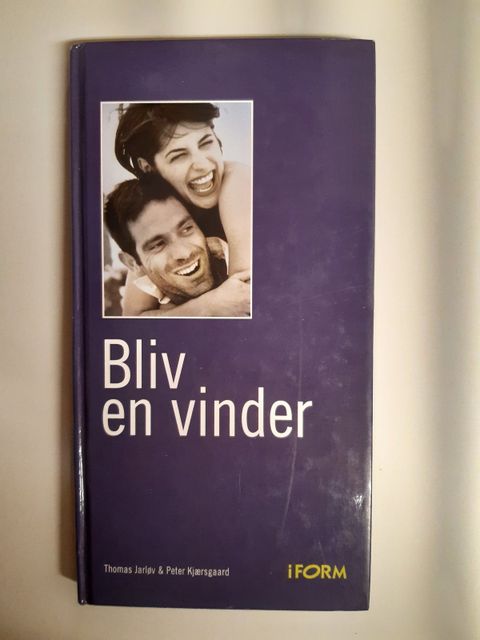 Bliv
en vinder
Thomas Jarløv & Peter Kjærsgaard
iFORM